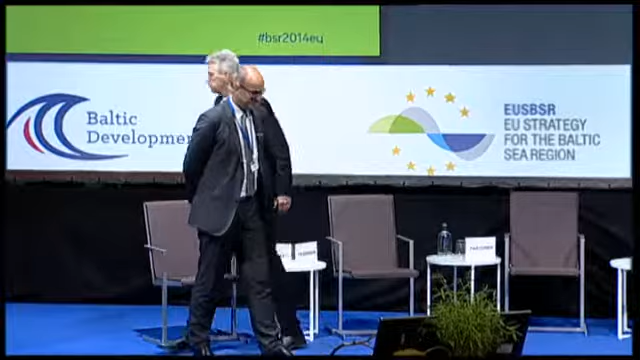 #bsr2014eu
Baltic
Developmen
EUSBSR
EU STRATEGY
FOR THE BALTIC
SEA REGION